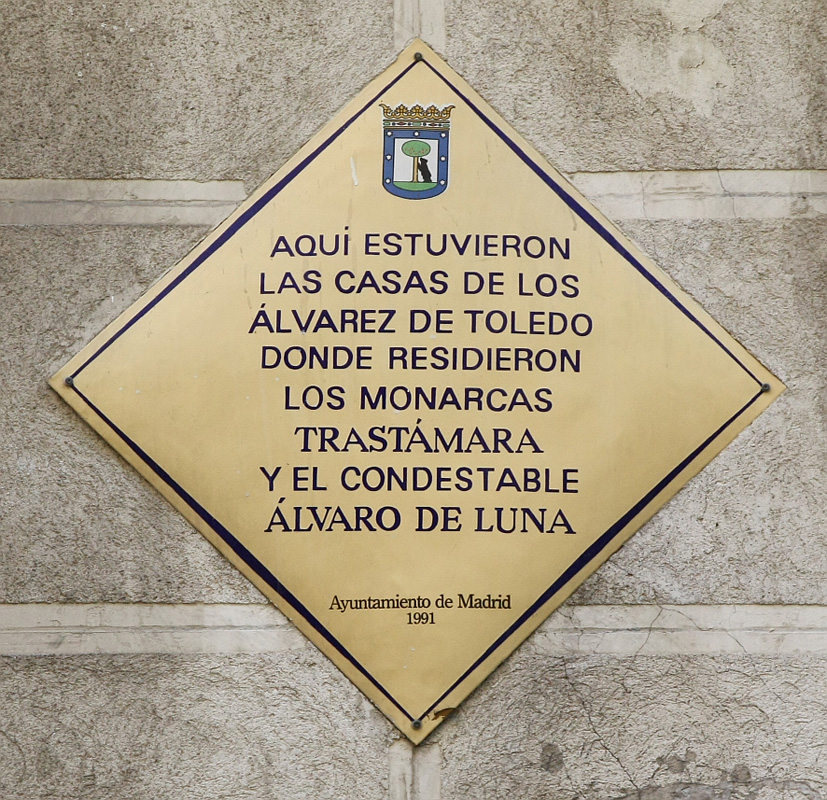 AQUÍ ESTUVIERON
LAS CASAS DE LOS
ÁLVAREZ DE TOLEDO
DONDE RESIDIERON
LOS MONARCAS
TRASTÁMARA
Y EL CONDESTABLE
ÁLVARO DE LUNA
Ayuntamiento de Madrid
1991